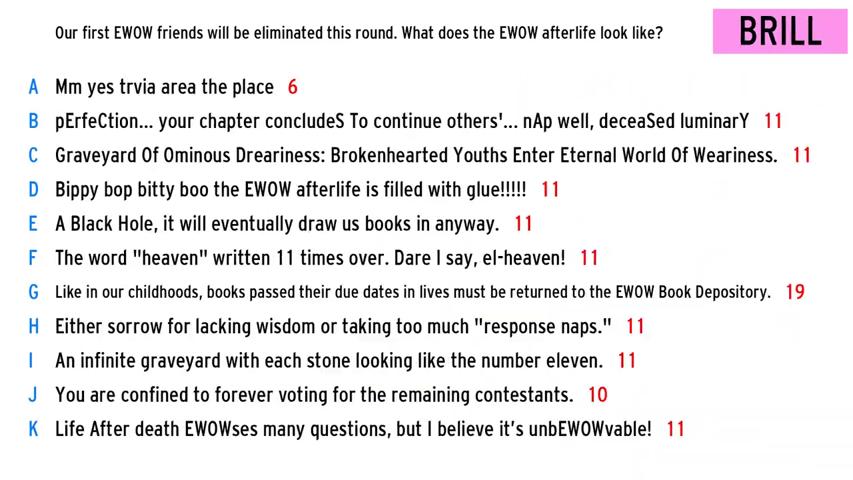 Our first EWOW friends will be eliminated this round. What does the EWOW afterlife look like?
BRILL
A Mm yes trvia area the place 6
B pErfeCtion... your chapter concludeS To continue others'... nAp well, deceaSed luminarY 11
C Graveyard Of Ominous Dreariness: Brokenhearted Youths Enter Eternal World Of Weariness. 11
D Bippy bop bitty boo the EWOW afterlife is filled with glue!!!!! 11
E A Black Hole, it will eventually draw us books in anyway. 11
F The word "heaven" written 11 times over. Dare I say, el-heaven! 11
G Like in our childhoods, books passed their due dates in lives must be returned to the EWOW Book Depository. 19
H Either sorrow for lacking wisdom or taking too much "response naps." 11
I An infinite graveyard with each stone looking like the number eleven. 11
J You are confined to forever voting for the remaining contestants. 10
K Life After death EWOWses many questions, but I believe it's unbEWOWvable! 11